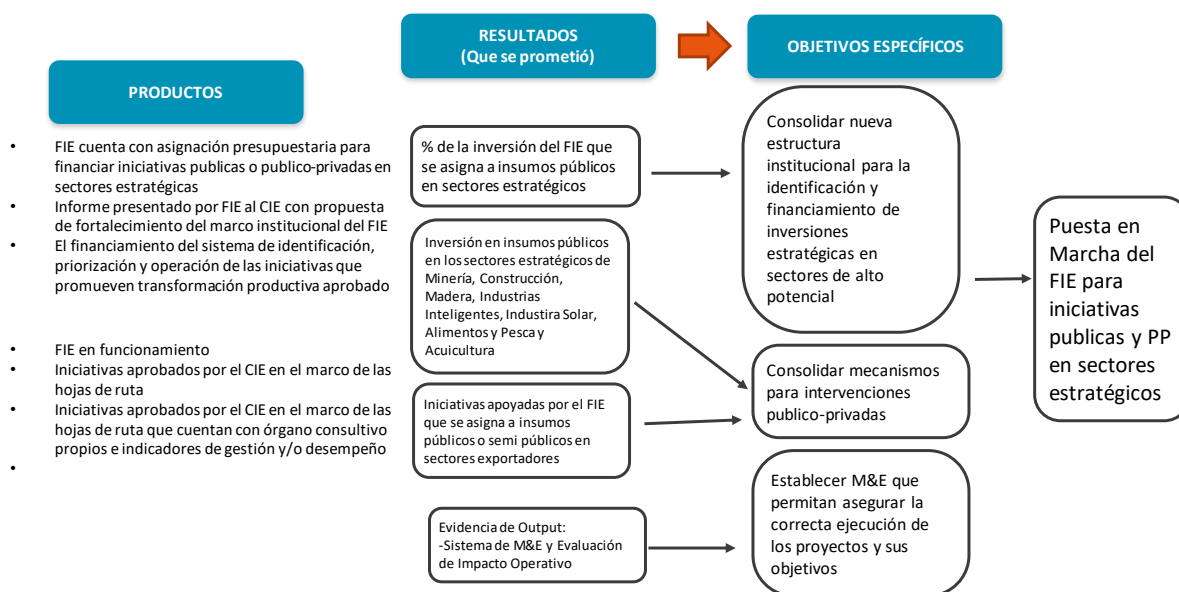 PRODUCTOS
• FIE cuenta con asignación presupuestaria para
financiar iniciativas publicas o publico-privadas en
sectores estratégicas
• Informe presentado por FIE al CIE con propuesta
de fortalecimiento del marco institucional del FIE
• El financiamiento del sistema de identificación,
priorización y operación de las iniciativas que
promueven transformación productiva aprobado
• FIE en funcionamiento
• Iniciativas aprobados por el CIE en el marco de las
hojas de ruta
• Iniciativas aprobados por el CIE en el marco de las
hojas de ruta que cuentan con órgano consultivo
propios e indicadores de gestión y/o desempeño
•
RESULTADOS
(Que se prometió)
% de la inversión del FIE que
se asigna a insumos públicos
en sectores estratégicos
Inversión en insumos públicos
en los sectores estratégicos de
Minería, Construcción,
Madera, Industrias
Inteligentes, Industira Solar,
Alimentos y Pesca y
Acuicultura
Iniciativas apoyadas por el FIE
que se asigna a insumos
públicos o semi públicos en
sectores exportadores
Evidencia de Output:
-Sistema de M&E y Evaluación
de Impacto Operativo
OBJETIVOS ESPECÍFICOS
Consolidar nueva
estructura
institucional para la
identificación y
financiamiento de
inversiones
estratégicas en
sectores de alto
potencial
Consolidar mecanismos
para intervenciones
publico-privadas
Establecer M&E que
permitan asegurar la
correcta ejecución de
los proyectos y sus
objetivos
Puesta en
Marcha del
FIE para
iniciativas
publicas y PP
en sectores
estratégicos